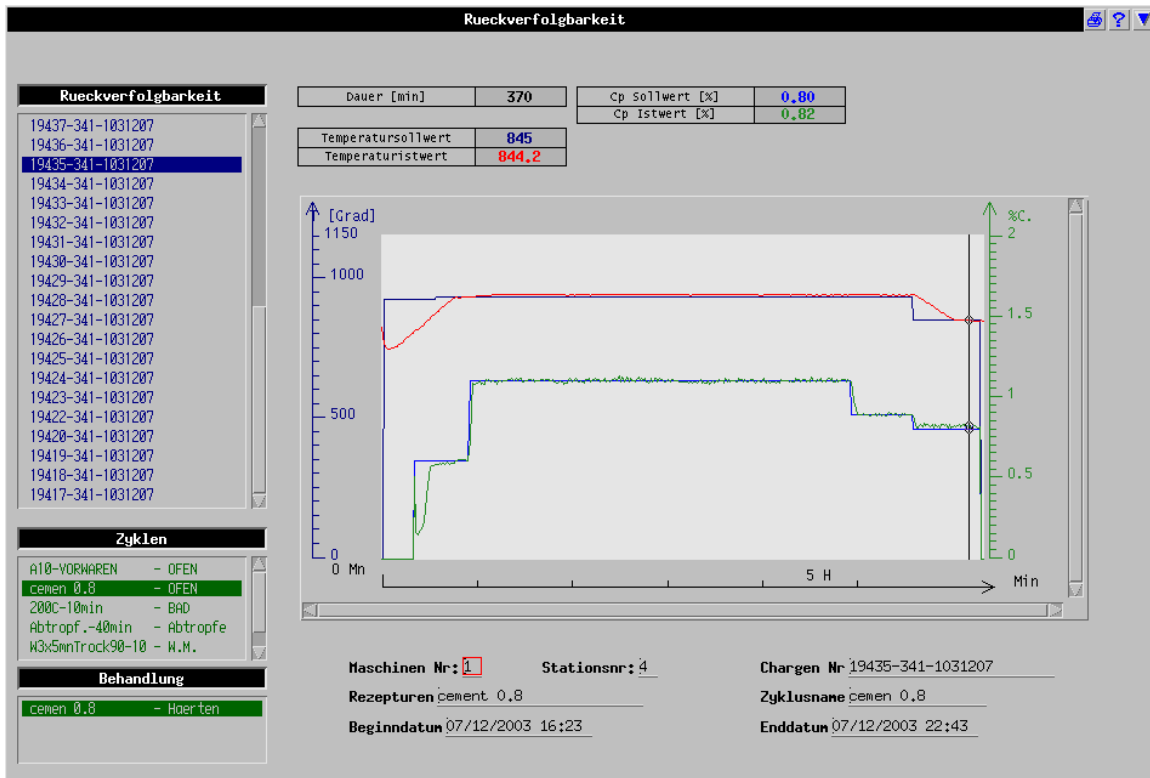 Rueckverfolgbarkeit
?
Rueckverfolgbarkeit
19437-341-1031207
19436-341-1031207
19435-341-1031207
19434-341-1031207
19433-341-1031207
19432-341-1031207
19431-341-1031207
19430-341-1031207
19429-341-1031207
19428-341-1031207
19427-341-1031207
19426-341-1031207
19425-341-1031207
19424-341-1031207
19423-341-1031207
19422-341-1031207
19420-341-1031207
19419-341-1031207
19418-341-1031207
19417-341-1031207
Zyklen
A10-VORWAREN - OFEN
cemen 0.8 - OFEN
200C-10min - BAD
Abtropf.-40min - Abtropfe
W3x5mnTrock90-10 - W.M.
Behandlung
cemen 0.8 - Haerten
Dauer [min] 370
Cp Sollwert [%] 0.80
Cp Istwert [%] 0.82
Temperatursollwert 845
Temperaturistwert 844.2
[Grad]
1150
1000
500
0
%C.
2
1.5
1
0.5
0
0 Mn
5 H
Min
Maschinen Nr: 1 Stationsnr: 4 Chargen Nr 19435-341-1031207
Rezepturen cement 0.8 Zyklusname cemen 0.8
Beginndatum 07/12/2003 16:23 Enddatum 07/12/2003 22:43